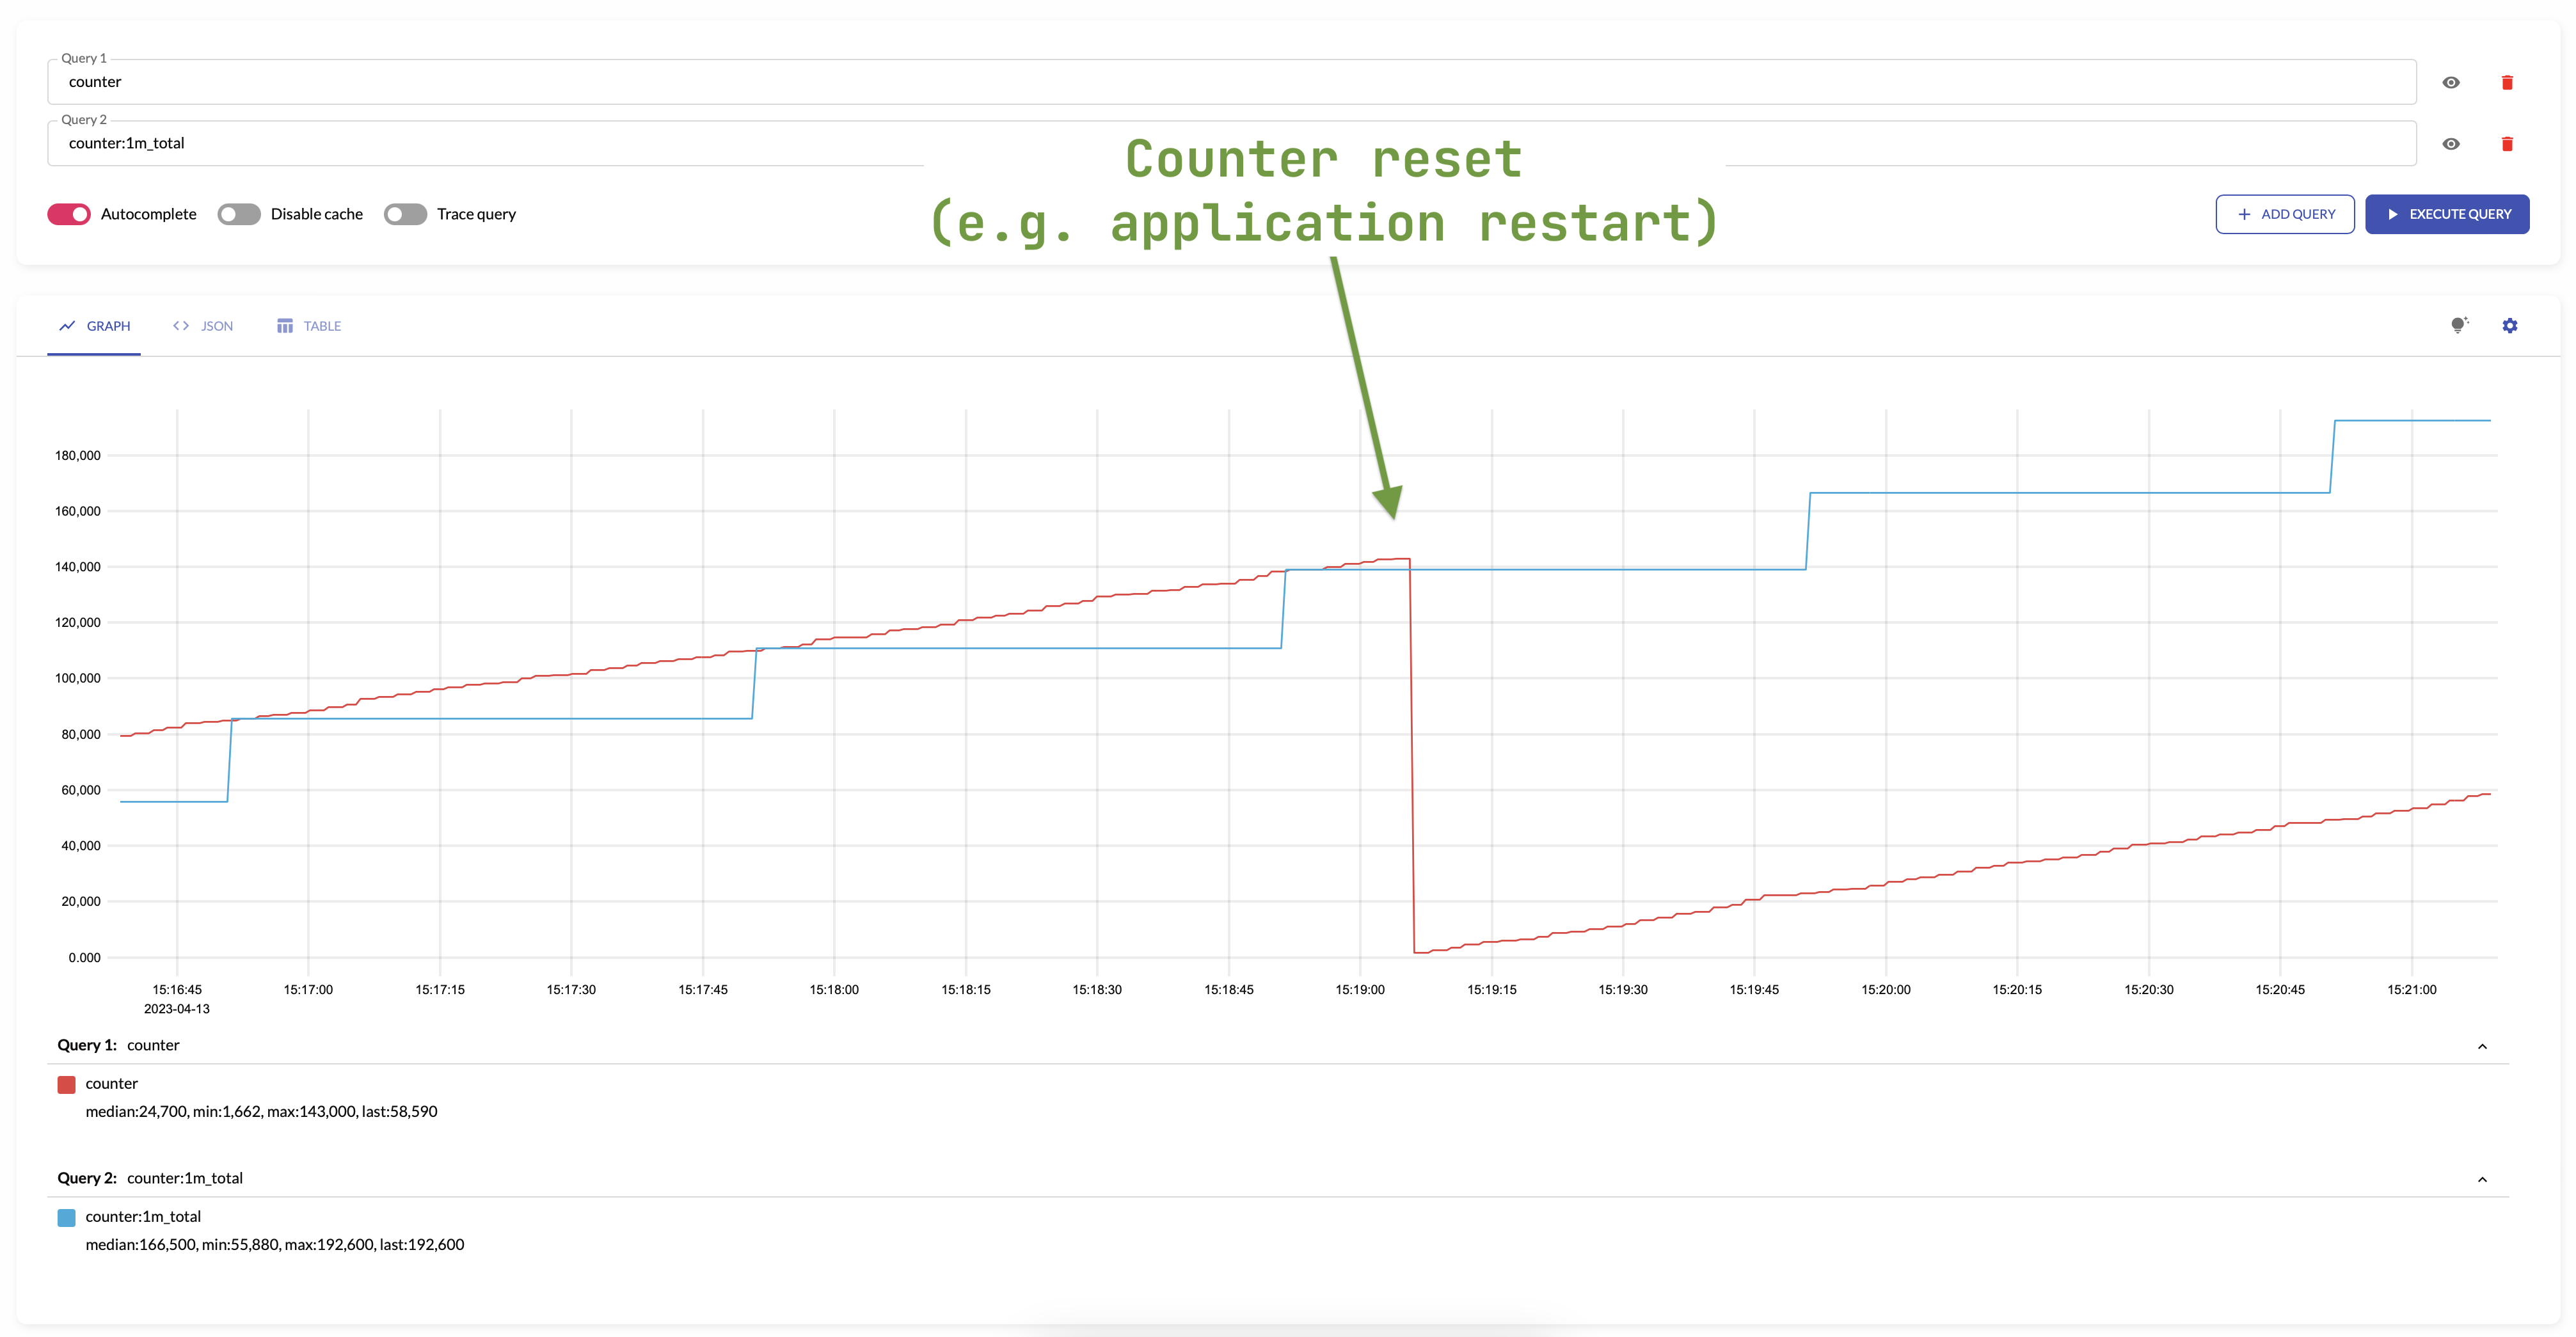 Query 1
counter
Query 2
counter:1m_total
Counter reset
(e.g. application restart)
Autocomplete
Disable cache
Trace query
ADD QUERY
EXECUTE QUERY
GRAPH
JSON
TABLE
180,000
160,000
140,000
120,000
100,000
80,000
60,000
40,000
20,000
0.000
15:16:45 15:17:00 15:17:15 15:17:30 15:17:45 15:18:00 15:18:15 15:18:30 15:18:45 15:19:00 15:19:15 15:19:30 15:19:45 15:20:00 15:20:15 15:20:30 15:20:45 15:21:00
2023-04-13
Query 1: counter
counter
median:24,700, min:1,662, max:143,000, last:58,590
Query 2: counter:1m_total
counter:1m_total
median:166,500, min:55,880, max:192,600, last:192,600